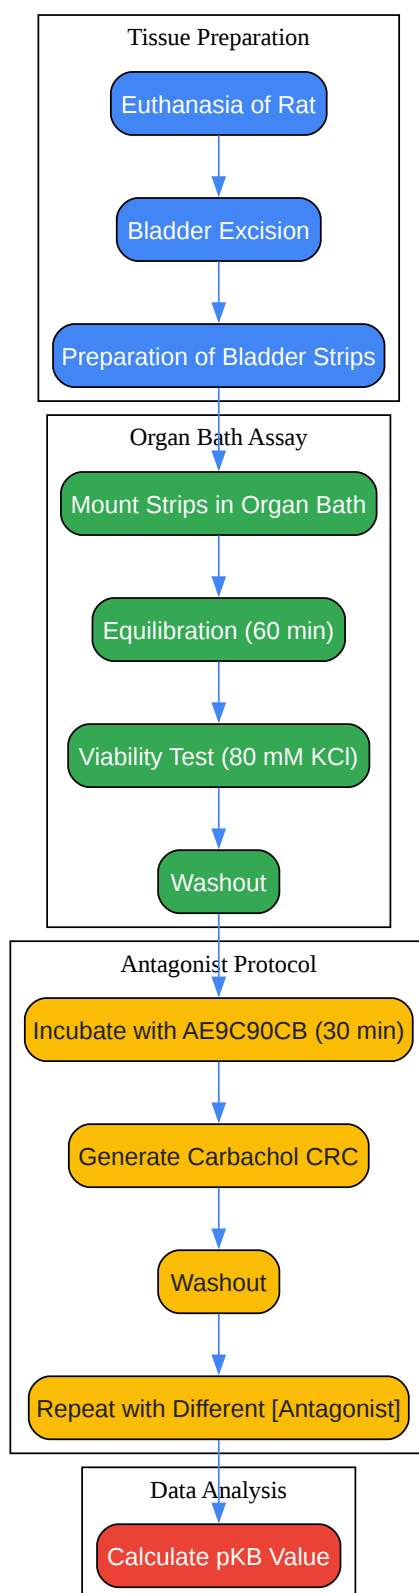 Tissue Preparation
Euthanasia of Rat
Bladder Excision
Preparation of Bladder Strips
Organ Bath Assay
Mount Strips in Organ Bath
Equilibration (60 min)
Viability Test (80 mM KCl)
Washout
Antagonist Protocol
Incubate with AE9C90CB (30 min)
Generate Carbachol CRC
Washout
Repeat with Different [Antagonist]
Data Analysis
Calculate pKB Value